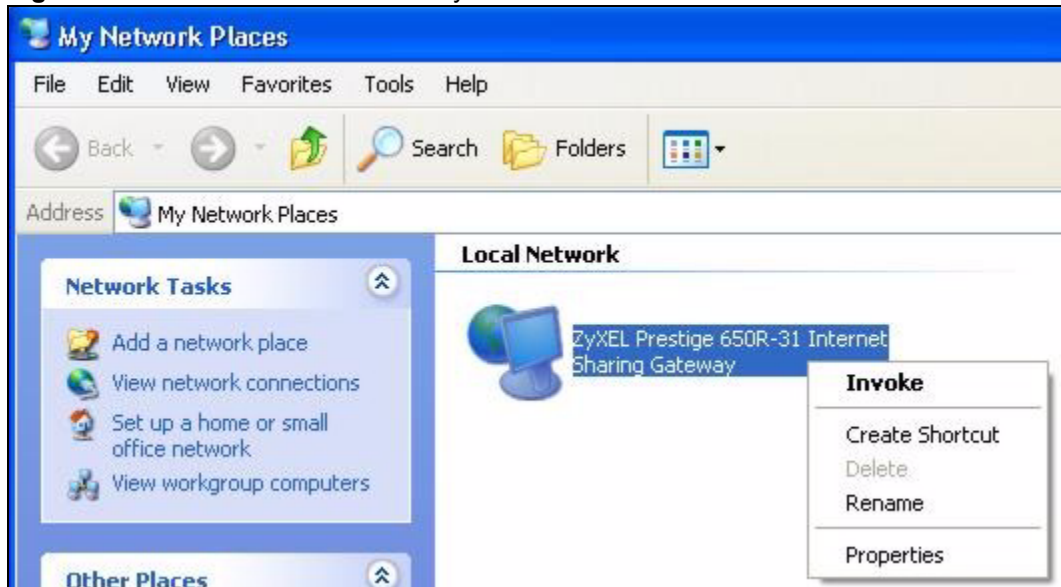 My Network Places
File Edit View Favorites Tools Help
Back Search Folders
Address My Network Places
Local Network
Network Tasks
Add a network place
View network connections
Set up a home or small
office network
View workgroup computers
ZyXEL Prestige 650R-31 Internet
Sharing Gateway
Invoke
Create Shortcut
Delete
Rename
Properties
Other Places